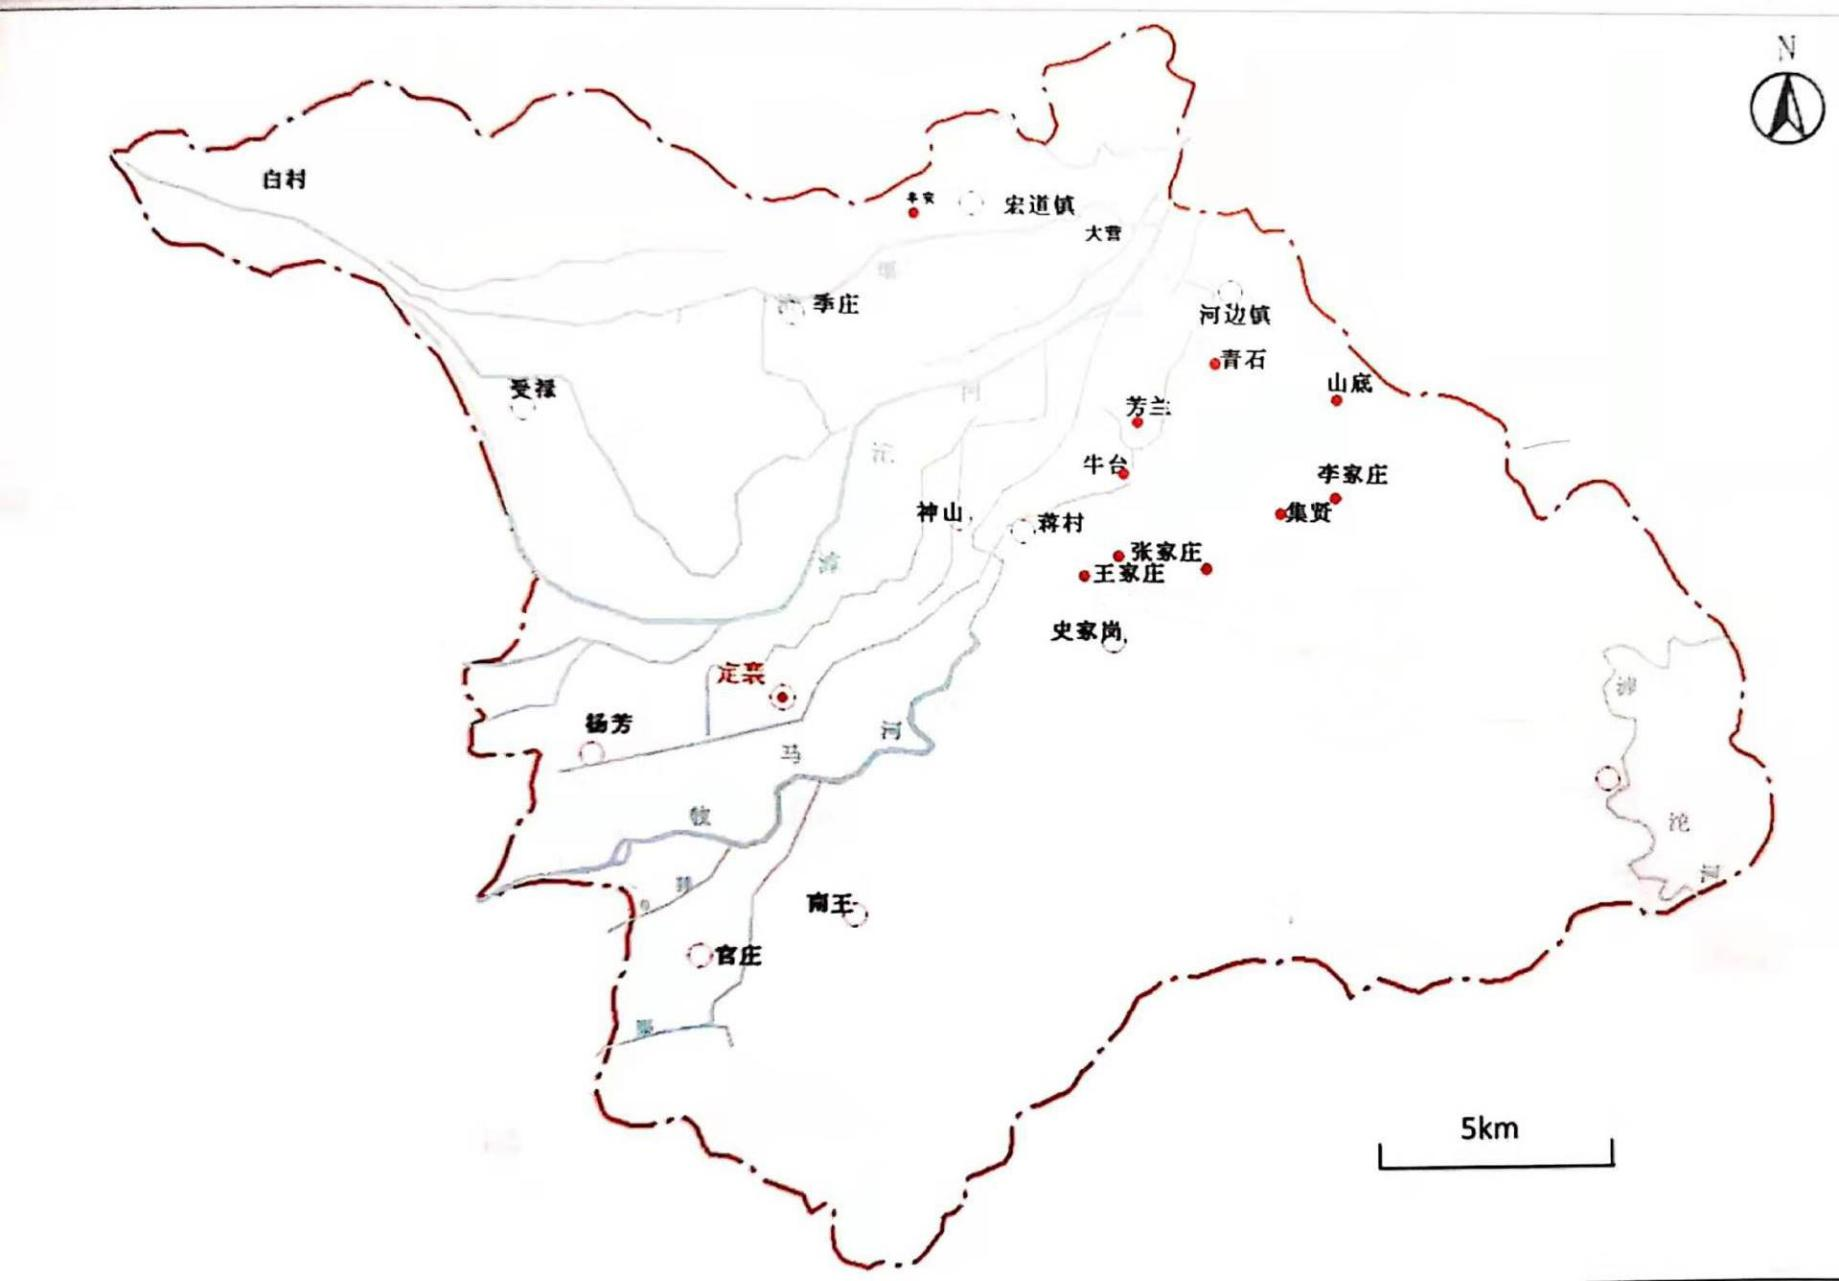 N
白村
宏道镇
大营
季庄
河边镇
青石
山底
受禄
芳兰
河
沱
牛台
李家庄
集贤
神山
蒋村
张家庄
王家庄
滹
史家岗
定襄
滹
杨芳
河
马
牧
沱
南王
官庄
5km